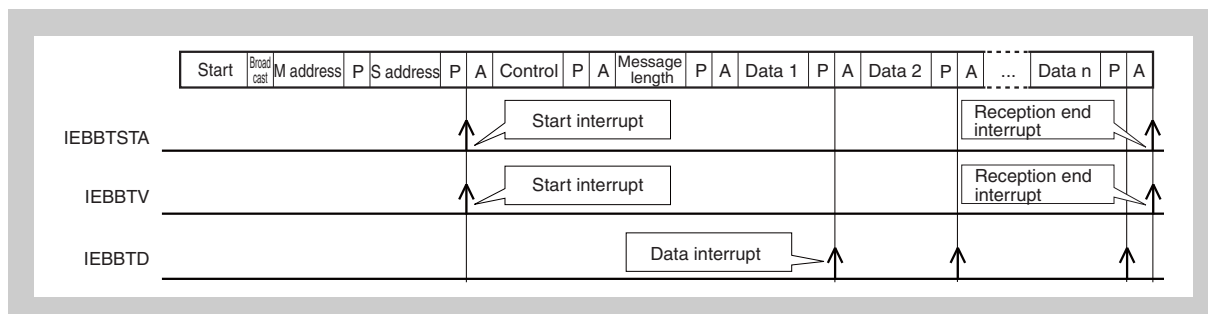 Start Broad cast M address P S address P A Control P A Message length P A Data 1 P A Data 2 P A ... Data n P A
IEBBTSTA
Start interrupt
Reception end
interrupt
IEBBTV
Start interrupt
Reception end
interrupt
IEBBTD
Data interrupt